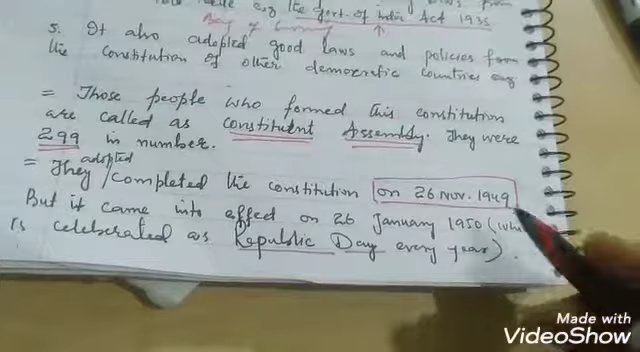 the Govt. of India Act 1935
5. It also adopted good laws and policies from
the constitution of other democratic countries
= Those people who formed this constitution
are called as constituent Assembly. They were
299 in number.
adopted
= They / completed the constitution on 26 Nov. 1949
But it came into effect on 26 January 1950 (
is celebrated as Republic Day every year).
Made with
VideoShow